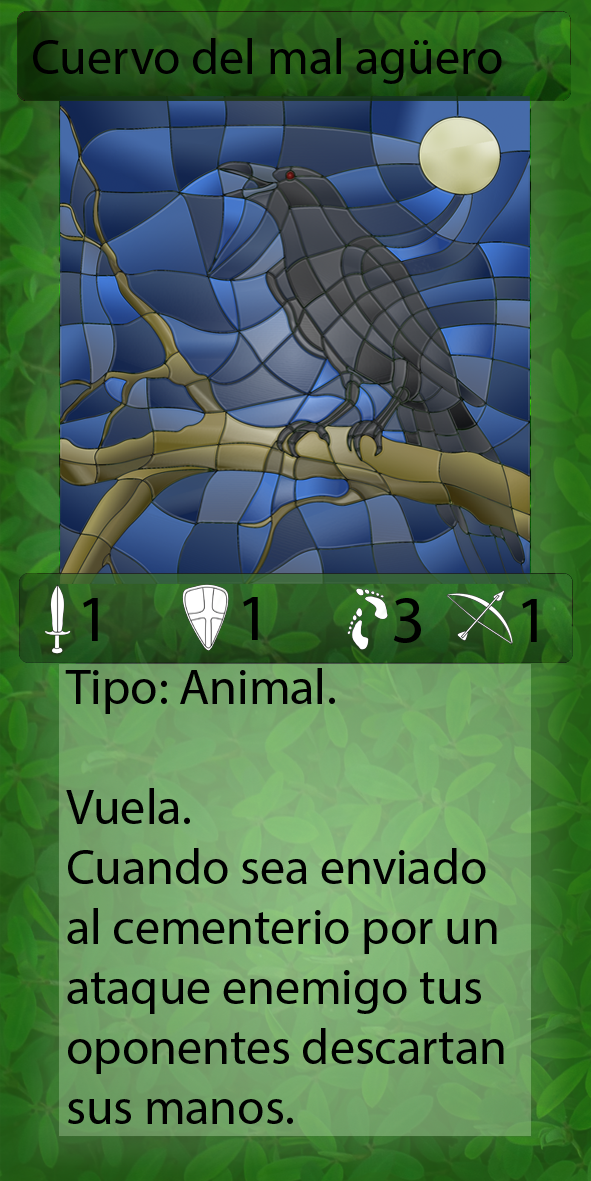 Cuervo del mal agüero
1 1 3 1
Tipo: Animal.
Vuela.
Cuando sea enviado
al cementerio por un
ataque enemigo tus
oponentes descartan
sus manos.